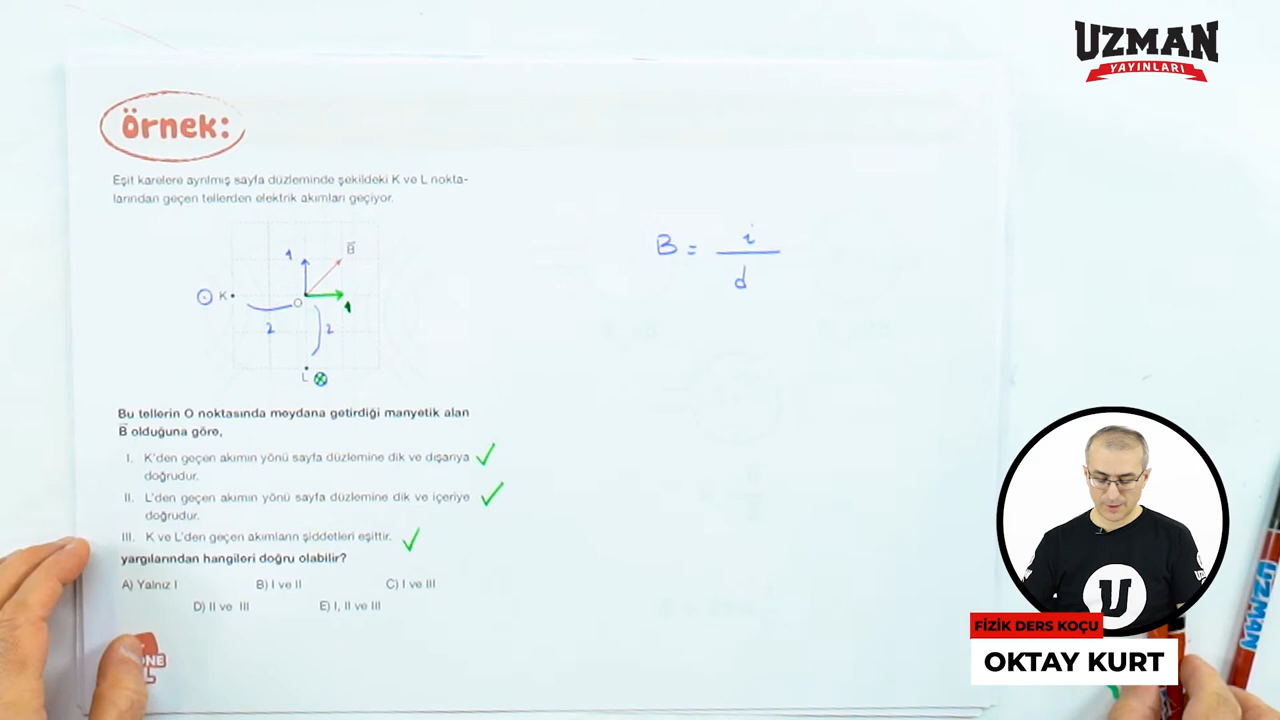 UZMAN
YAYINLARI
Örnek:
Eşit karelere ayrılmış sayfa düzleminde şekildeki K ve L nokta-
larından geçen tellerden elektrik akımları geçiyor.
1
B
K
O
1
2
2
L
B = i
d
Bu tellerin O noktasında meydana getirdiği manyetik alan
B olduğuna göre,
I. K'den geçen akımın yönü sayfa düzlemine dik ve dışarıya
doğrudur.
II. L'den geçen akımın yönü sayfa düzlemine dik ve içeriye
doğrudur.
III. K ve L'den geçen akımların şiddetleri eşittir.
yargılarından hangileri doğru olabilir?
A) Yalnız I B) I ve II C) I ve III
D) II ve III E) I, II ve III
U
UZMAN
FİZİK DERS KOÇU
OKTAY KURT